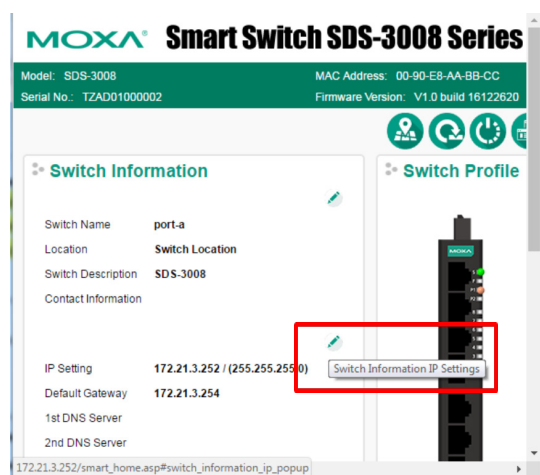 MOXA® Smart Switch SDS-3008 Series
Model: SDS-3008 MAC Address: 00-90-E8-AA-BB-CC
Serial No.: TZAD01000002 Firmware Version: V1.0 build 16122620
Switch Information
Switch Profile
Switch Name port-a
Location Switch Location
Switch Description SDS-3008
Contact Information
MOXA
IP Setting 172.21.3.252 / (255.255.255.0)
Switch Information IP Settings
Default Gateway 172.21.3.254
1st DNS Server
2nd DNS Server
172.21.3.252/smart_home.asp#switch_information_ip_popup